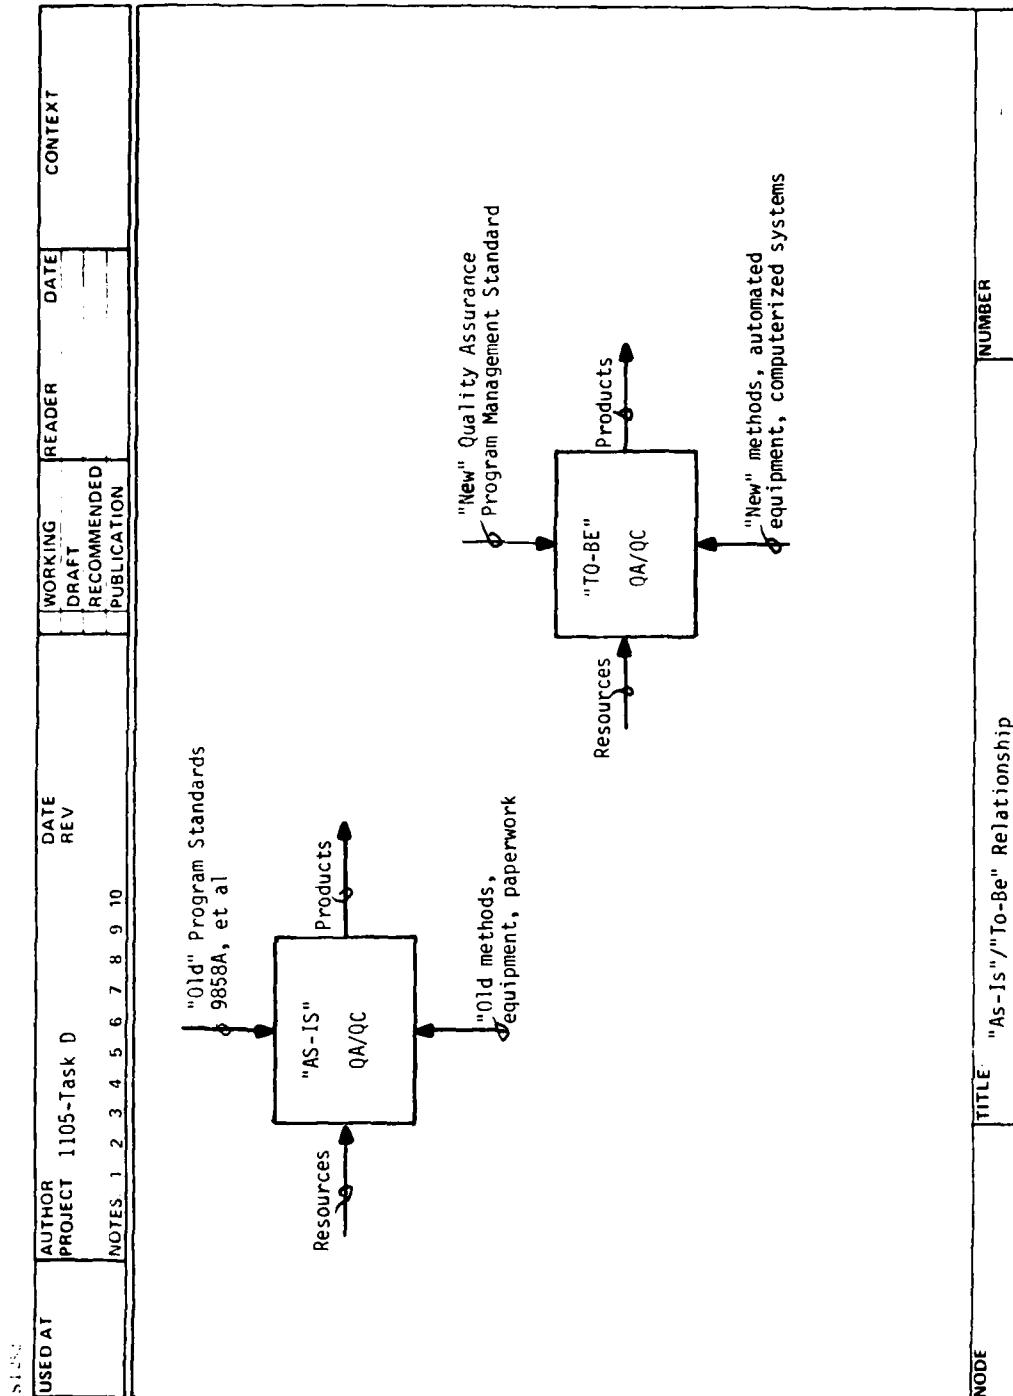 USED AT
AUTHOR
PROJECT 1105-Task D
NOTES: 1 2 3 4 5 6 7 8 9 10
DATE
REV
WORKING
DRAFT
RECOMMENDED
PUBLICATION
READER
DATE
CONTEXT
"Old" Program Standards
9858A, et al
Resources
"AS-IS"
QA/QC
Products
"Old methods,
equipment, paperwork
"New" Quality Assurance
Program Management Standard
Resources
"TO-BE"
QA/QC
Products
"New" methods, automated
equipment, computerized systems
NODE
TITLE: "As-Is"/"To-Be" Relationship
NUMBER